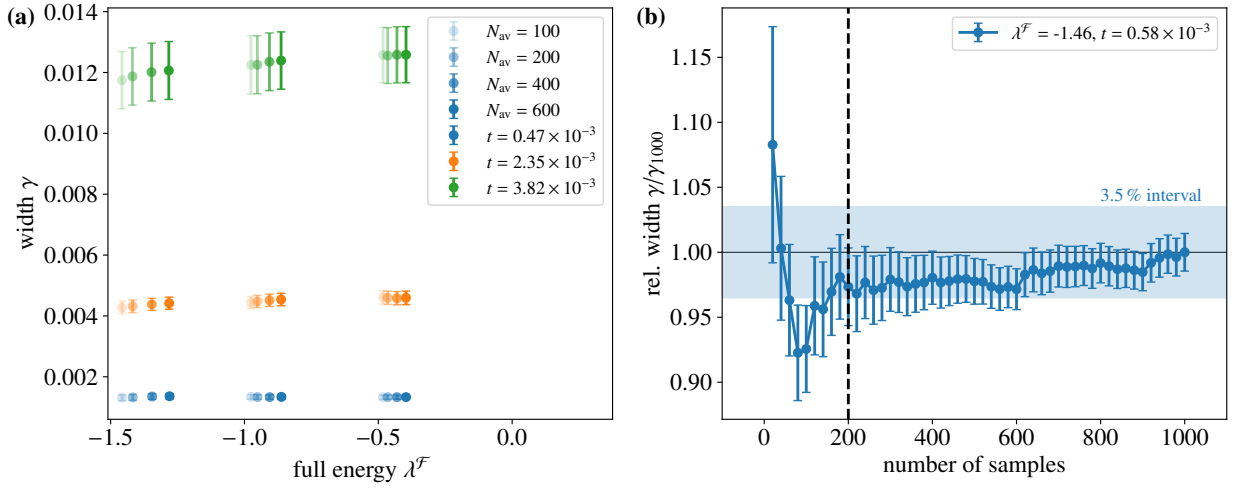 (a)
0.014
0.012
0.010
0.008
0.006
0.004
0.002
width γ
−1.5
−1.0
−0.5
0.0
full energy λ^ℱ
N_av = 100
N_av = 200
N_av = 400
N_av = 600
t = 0.47 × 10⁻³
t = 2.35 × 10⁻³
t = 3.82 × 10⁻³
(b)
1.15
1.10
1.05
1.00
0.95
0.90
rel. width γ/γ₁₀₀₀
0
200
400
600
800
1000
number of samples
λ^ℱ = -1.46, t = 0.58 × 10⁻³
3.5 % interval